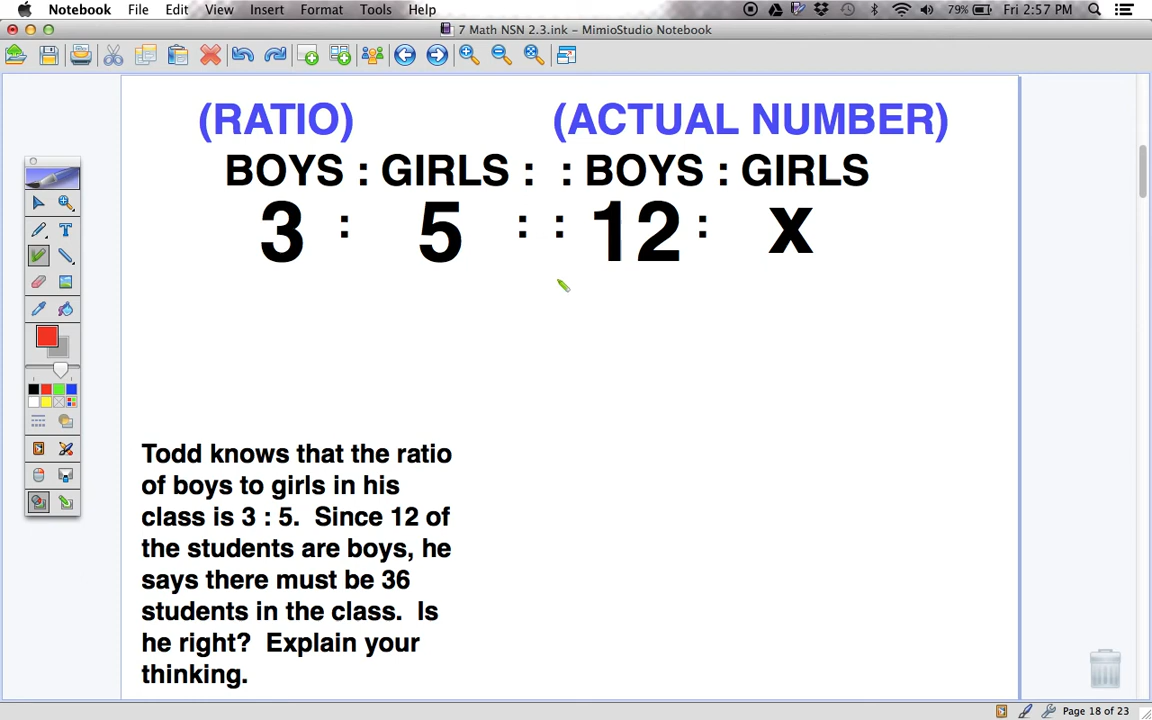 Notebook File Edit View Insert Format Tools Help 79% Fri 2:57 PM
7 Math NSN 2.3.ink – MimioStudio Notebook
(RATIO) (ACTUAL NUMBER)
BOYS : GIRLS : : BOYS : GIRLS
3 : 5 : : 12 : x
Todd knows that the ratio
of boys to girls in his
class is 3 : 5. Since 12 of
the students are boys, he
says there must be 36
students in the class. Is
he right? Explain your
thinking.
Page 18 of 23